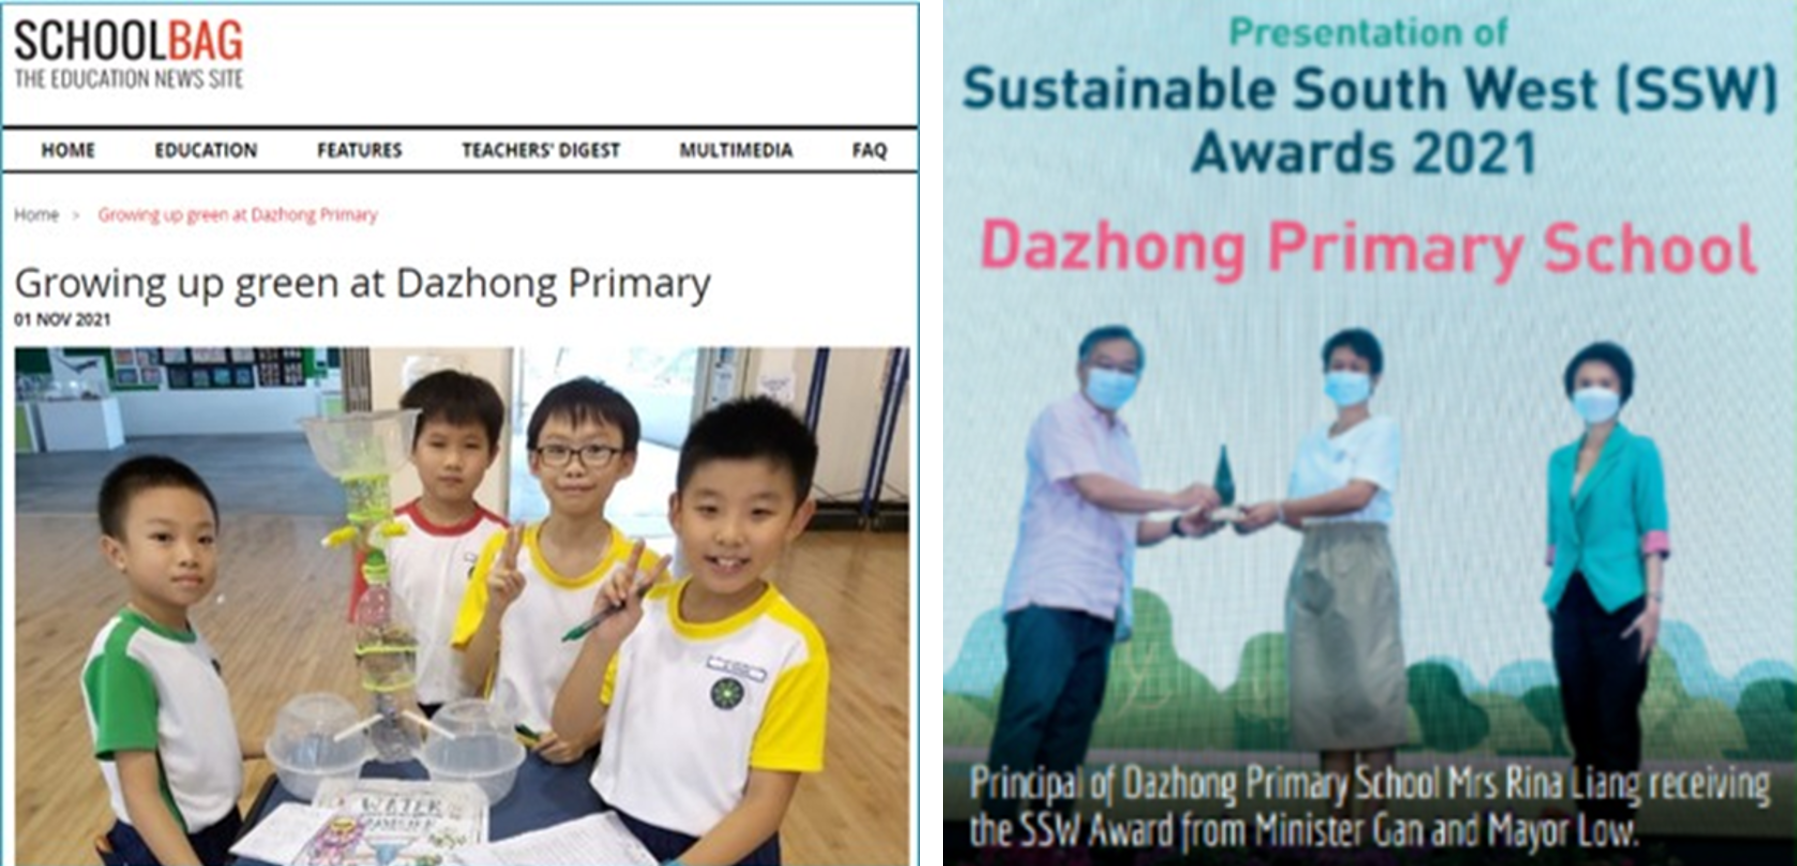 SCHOOLBAG
THE EDUCATION NEWS SITE
HOME EDUCATION FEATURES TEACHERS' DIGEST MULTIMEDIA FAQ
Home > Growing up green at Dazhong Primary
Growing up green at Dazhong Primary
01 NOV 2021
WATER
Presentation of
Sustainable South West (SSW)
Awards 2021
Dazhong Primary School
Principal of Dazhong Primary School Mrs Rina Liang receiving
the SSW Award from Minister Gan and Mayor Low.